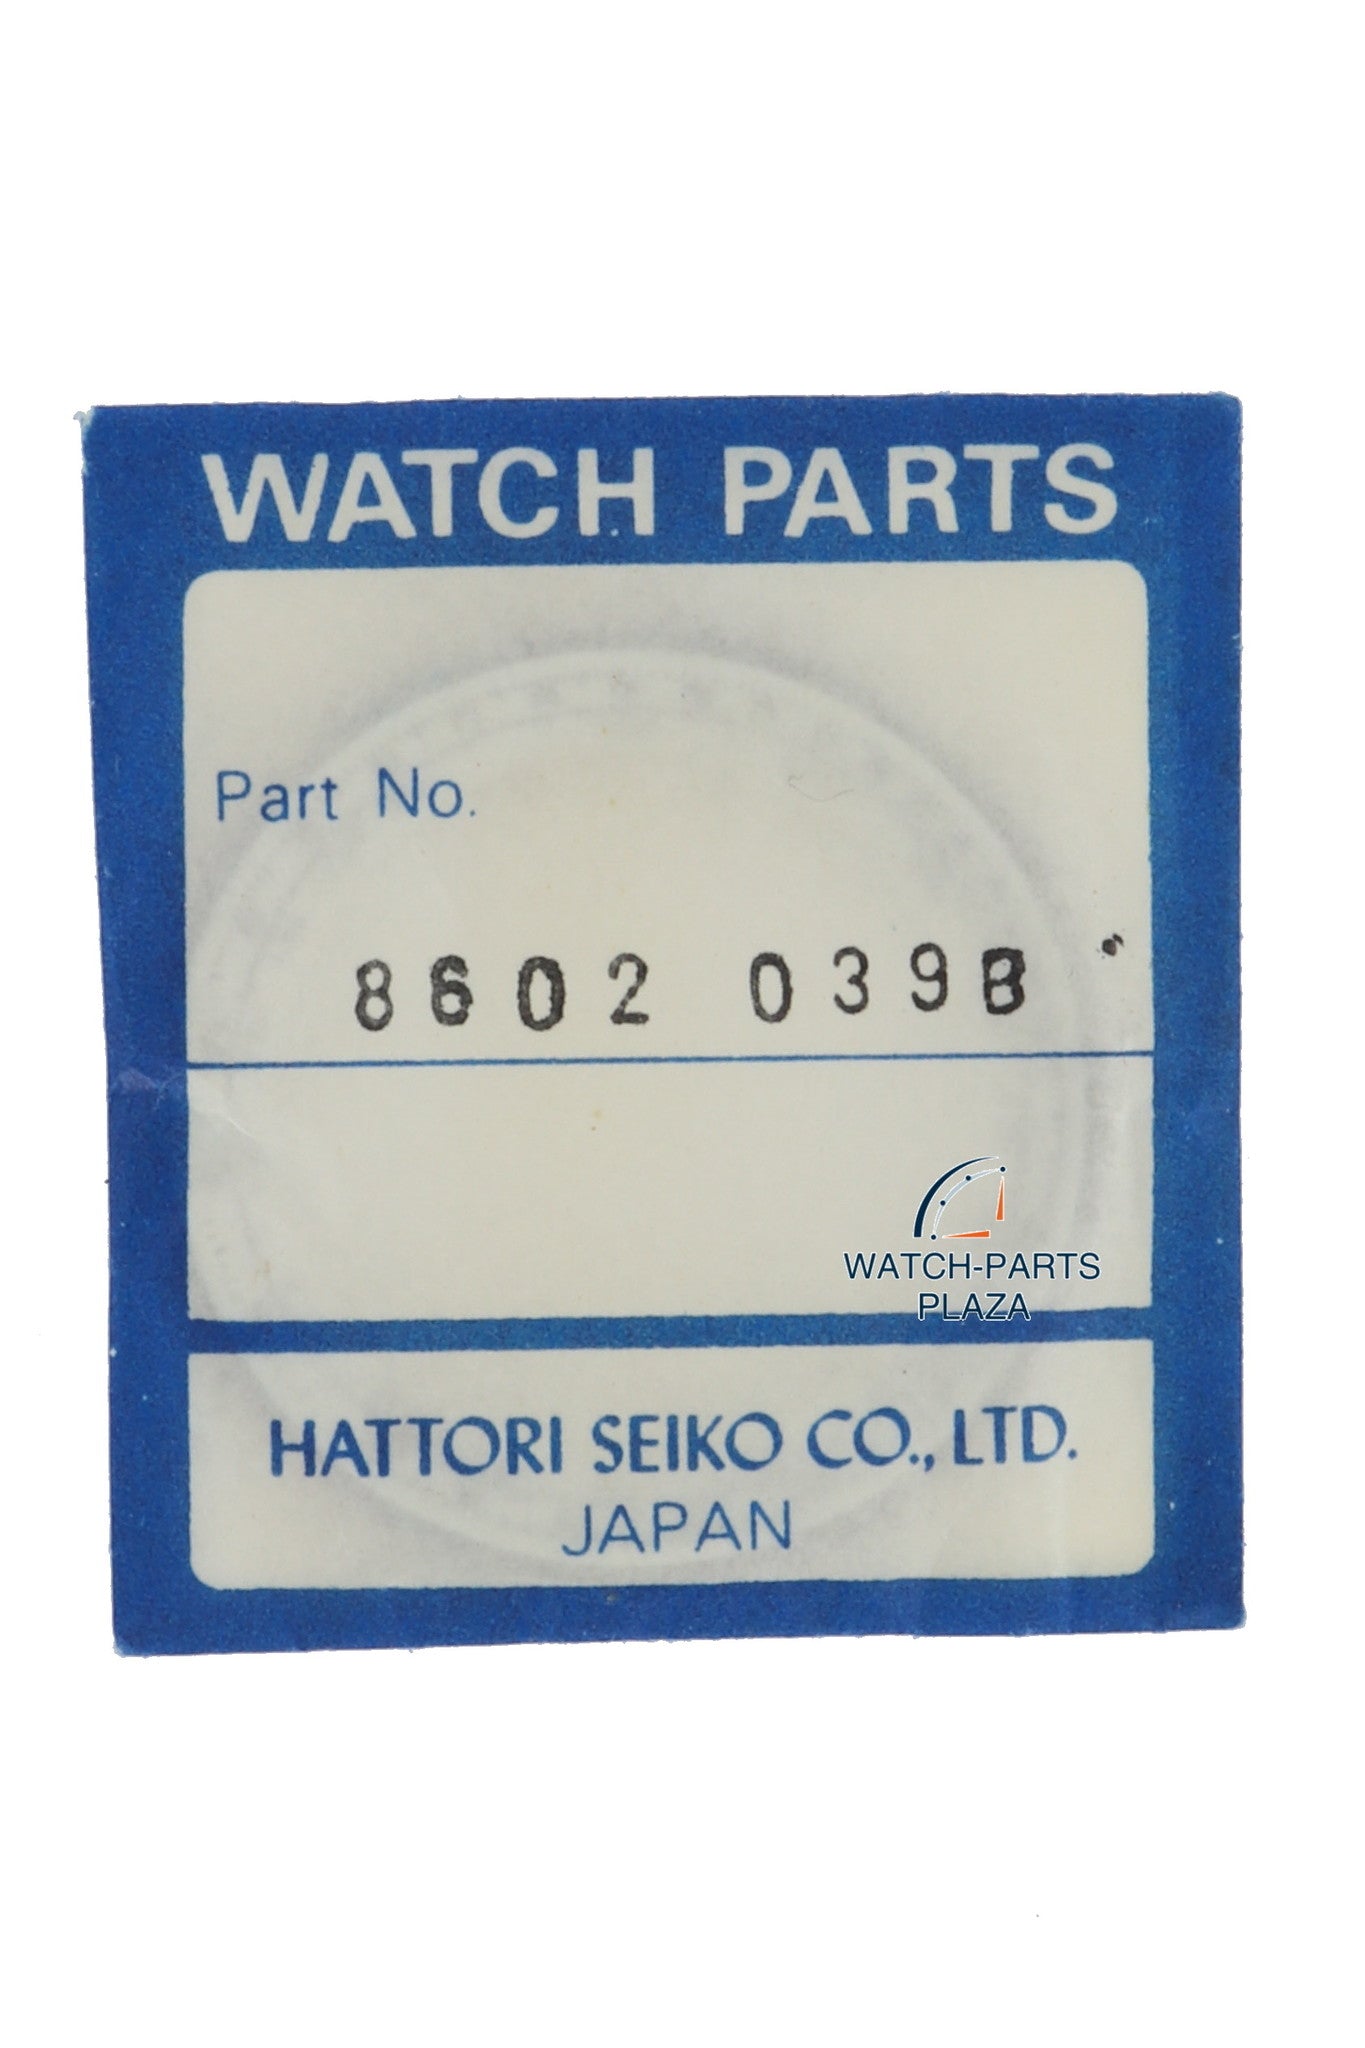 WATCH PARTS
Part No.
8602 0398
WATCH-PARTS
PLAZA
HATTORI SEIKO CO., LTD.
JAPAN